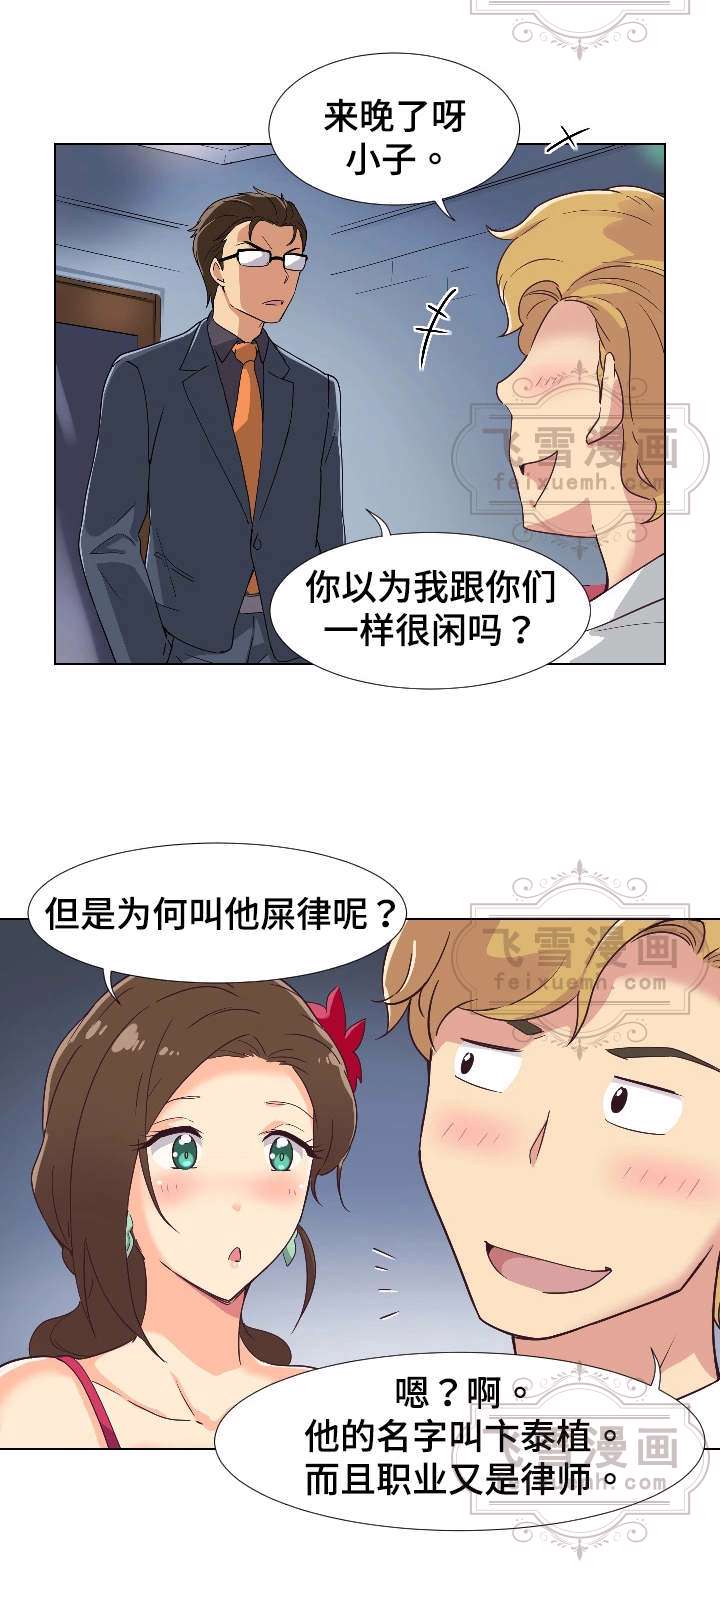 来晚了呀
小子。
飞雪漫画
feixuemh.com
你以为我跟你们
一样很闲吗？
但是为何叫他屎律呢？
飞雪漫画
feixuemh.com
嗯？啊。
他的名字叫卞泰植。
而且职业又是律师。
飞雪漫画
feixuemh.com